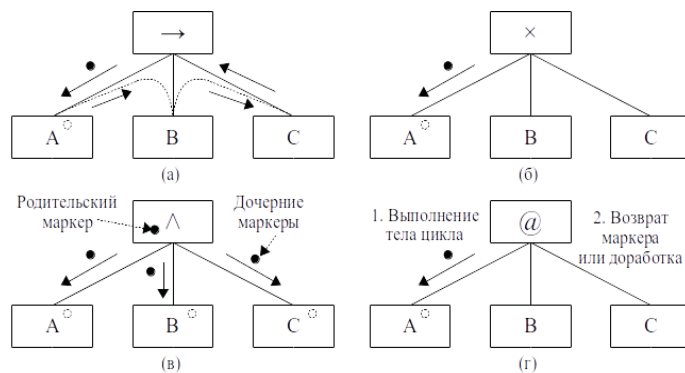 →
×
A
B
C
A
B
C
(а)
(б)
Родительский
маркер
Дочерние
маркеры
∧
1. Выполнение
тела цикла
@
2. Возврат
маркера
или доработка
A
B
C
A
B
C
(в)
(г)